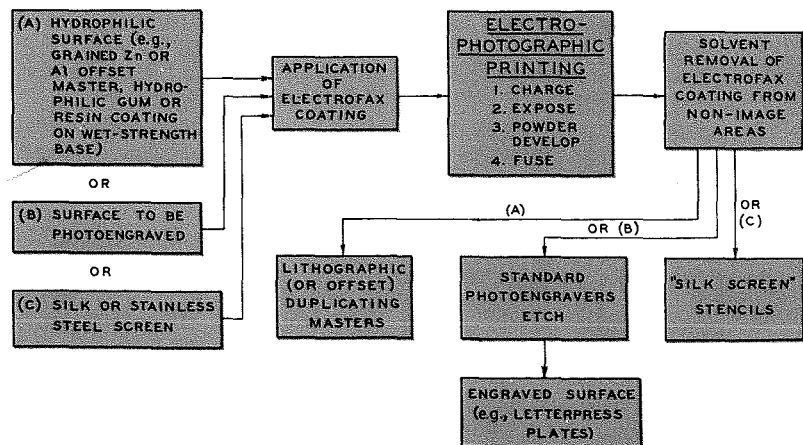 (A) HYDROPHILIC
SURFACE (e.g.,
GRAINED Zn OR
Al OFFSET
MASTER, HYDRO-
PHILIC GUM OR
RESIN COATING
ON WET-STRENGTH
BASE)
OR
(B) SURFACE TO BE
PHOTOENGRAVED
OR
(C) SILK OR STAINLESS
STEEL SCREEN
APPLICATION
OF
ELECTROFAX
COATING
ELECTRO-
PHOTOGRAPHIC
PRINTING
1. CHARGE
2. EXPOSE
3. POWDER
DEVELOP
4. FUSE
SOLVENT
REMOVAL OF
ELECTROFAX
COATING FROM
NON-IMAGE
AREAS
(A)
OR (B)
OR
(C)
LITHOGRAPHIC
(OR OFFSET)
DUPLICATING
MASTERS
STANDARD
PHOTOENGRAVERS
ETCH
"SILK SCREEN"
STENCILS
ENGRAVED SURFACE
(e.g., LETTERPRESS
PLATES)